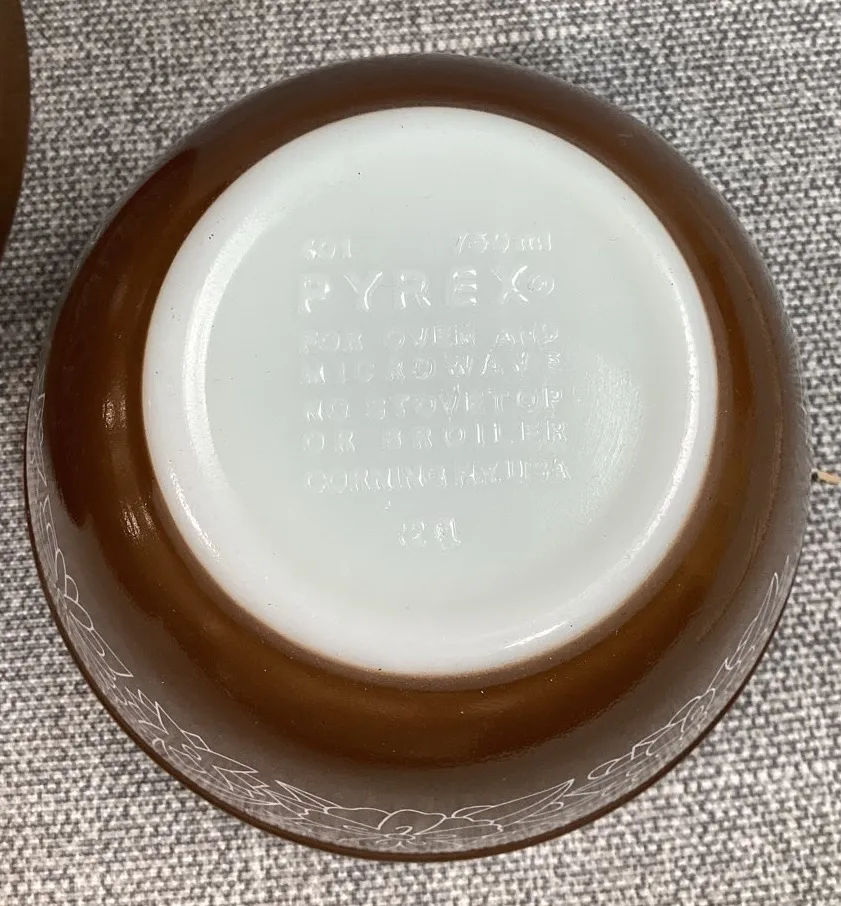 401 750 ml
PYREX®
FOR OVEN AND
MICROWAVE
NO STOVETOP
OR BROILER
CORNING N.Y. USA